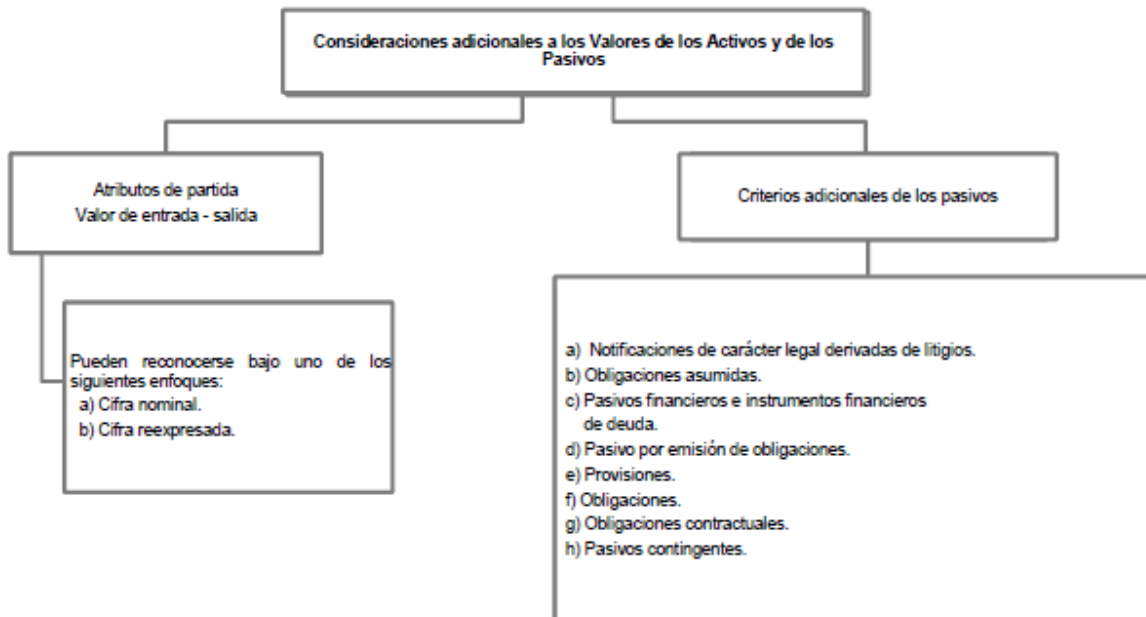 Consideraciones adicionales a los Valores de los Activos y de los
Pasivos
Atributos de partida
Valor de entrada - salida
Criterios adicionales de los pasivos
Pueden reconocerse bajo uno de los
siguientes enfoques:
a) Cifra nominal.
b) Cifra reexpresada.
a) Notificaciones de carácter legal derivadas de litigios.
b) Obligaciones asumidas.
c) Pasivos financieros e instrumentos financieros
de deuda.
d) Pasivo por emisión de obligaciones.
e) Provisiones.
f) Obligaciones.
g) Obligaciones contractuales.
h) Pasivos contingentes.